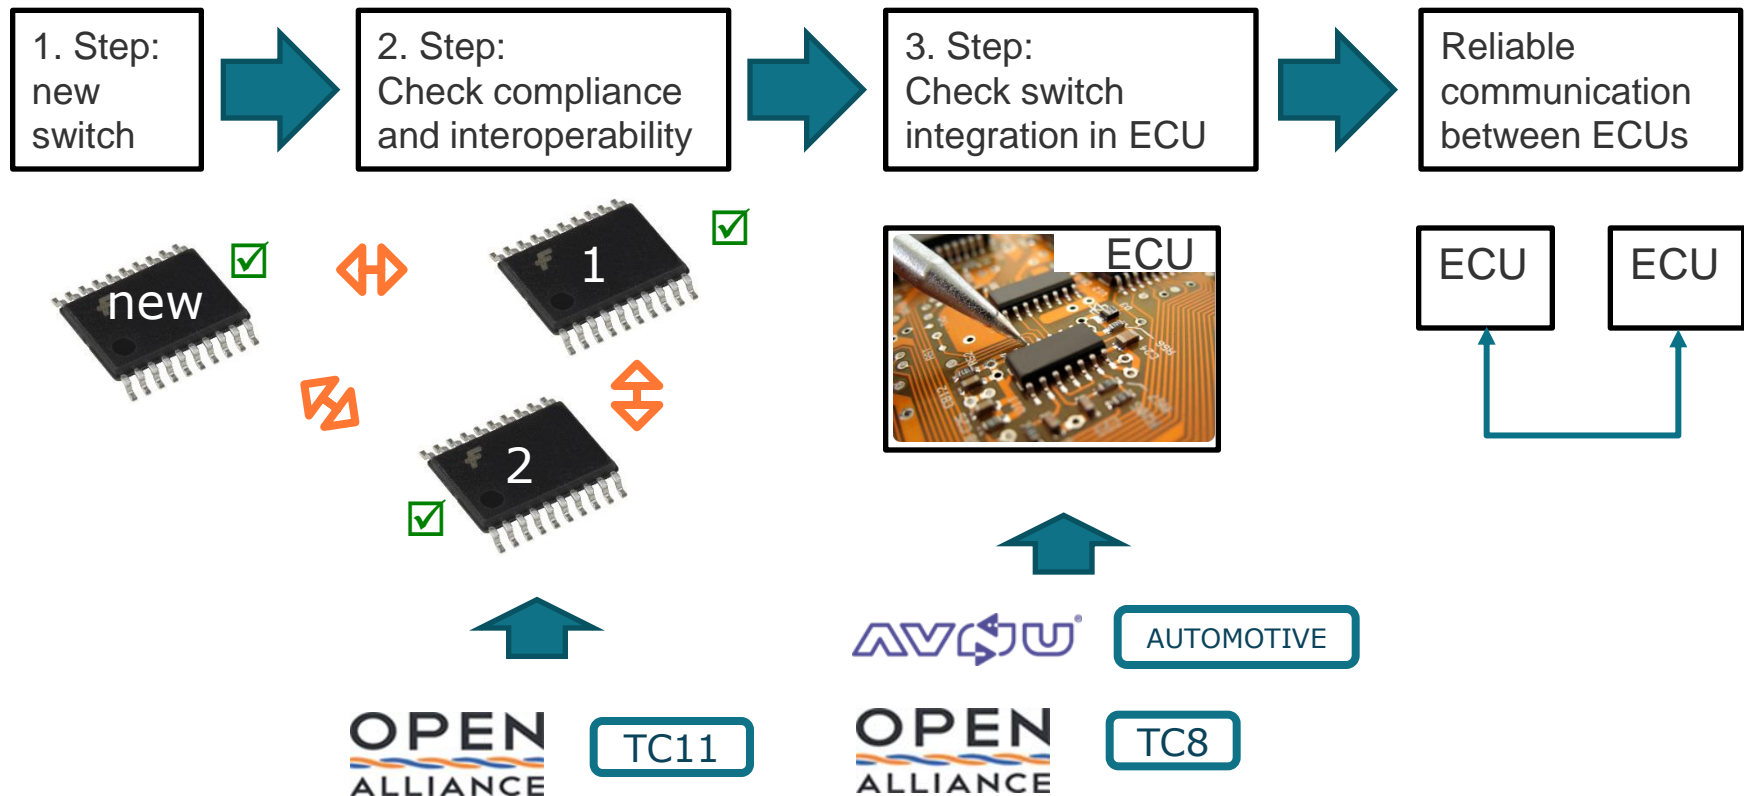 1. Step:
new
switch
2. Step:
Check compliance
and interoperability
3. Step:
Check switch
integration in ECU
Reliable
communication
between ECUs
new
1
2
ECU
ECU
ECU
AVNU®
AUTOMOTIVE
OPEN
ALLIANCE
TC11
OPEN
ALLIANCE
TC8